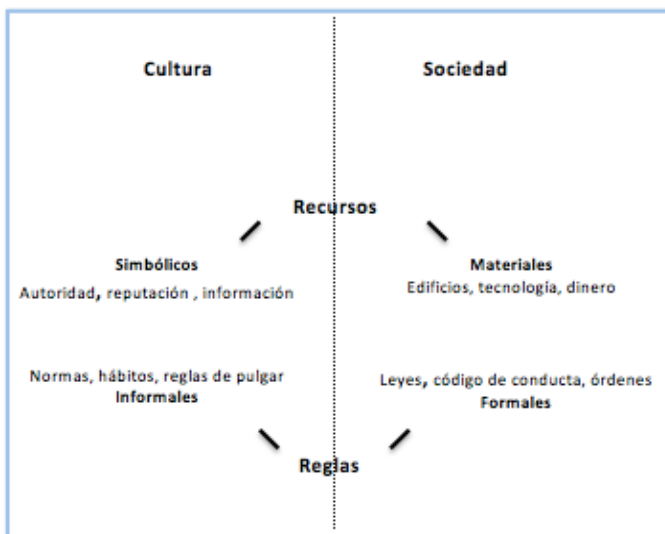 Cultura
Sociedad
Recursos
Simbólicos
Autoridad, reputación , información
Materiales
Edificios, tecnología, dinero
Normas, hábitos, reglas de pulgar
Informales
Leyes, código de conducta, órdenes
Formales
Reglas